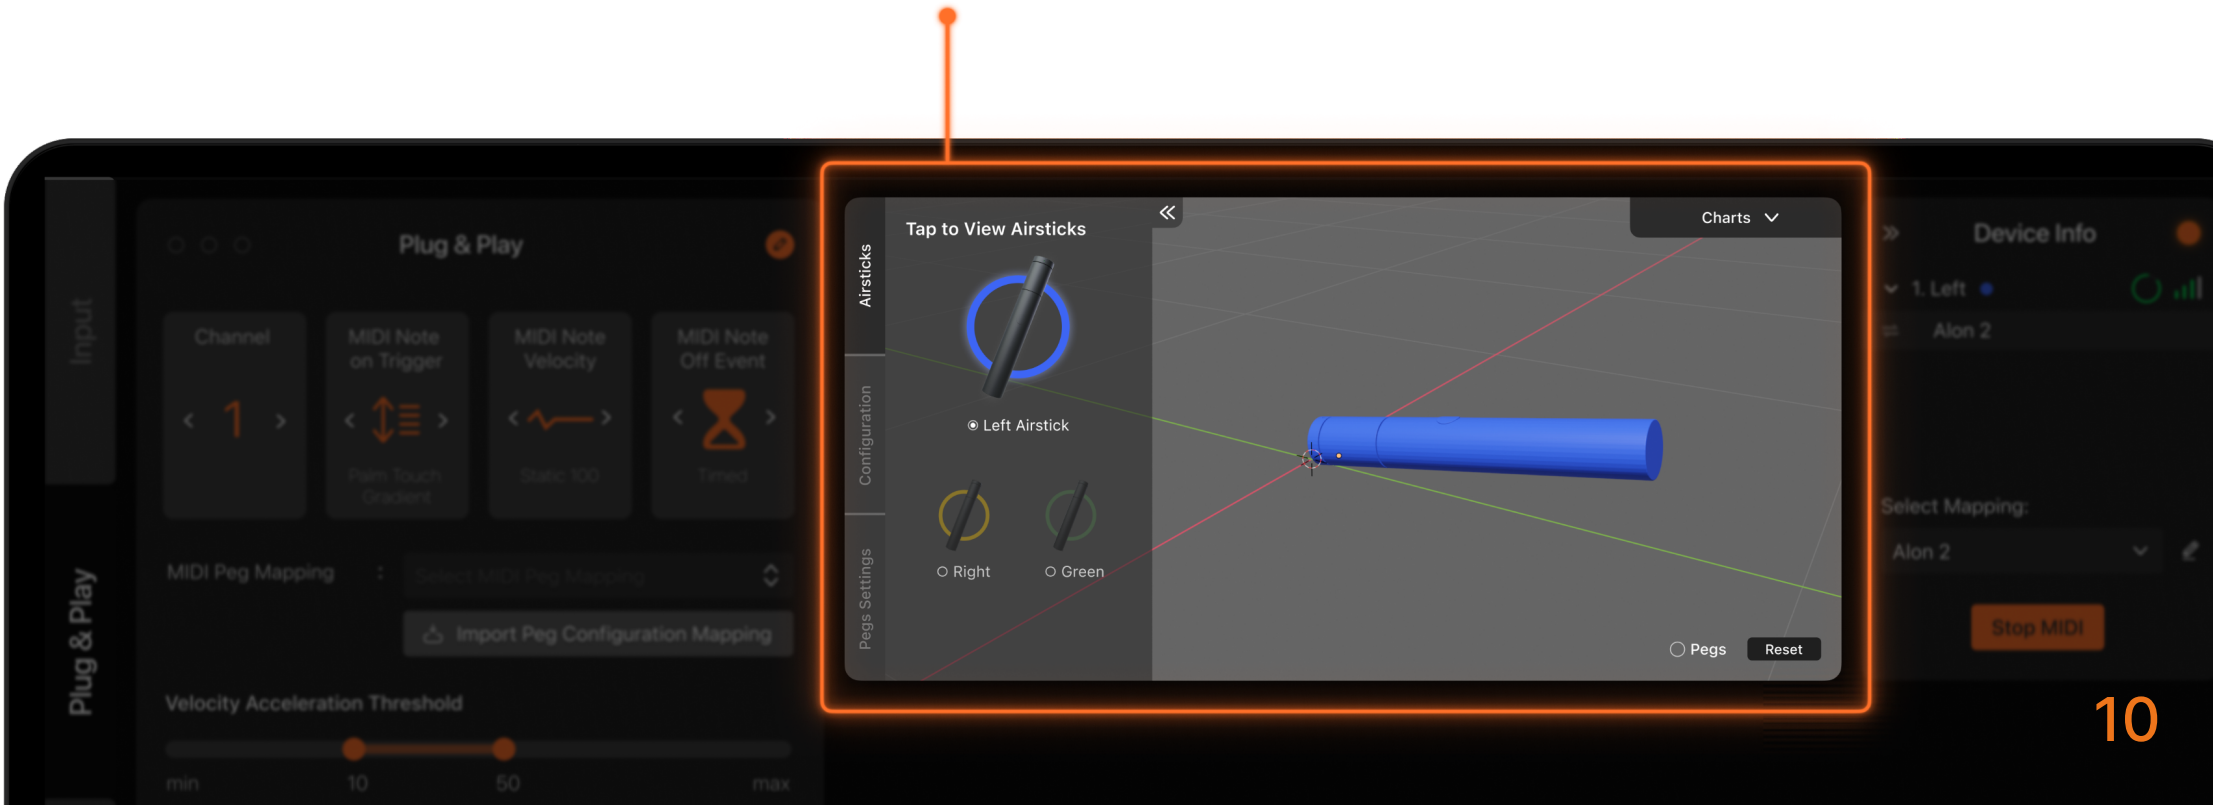 Input
Plug & Play
Plug & Play
Channel
1
MIDI Note
on Trigger
Palm Touch
Gradient
MIDI Note
Velocity
Static 100
MIDI Note
Off Event
Timed
MIDI Peg Mapping :
Select MIDI Peg Mapping
Import Peg Configuration Mapping
Velocity Acceleration Threshold
min 10 50 max
Airsticks
Configuration
Pegs Settings
Tap to View Airsticks
Left Airstick
Right
Green
Charts
Pegs
Reset
Device Info
1. Left
Alon 2
Select Mapping:
Alon 2
Stop MIDI
10